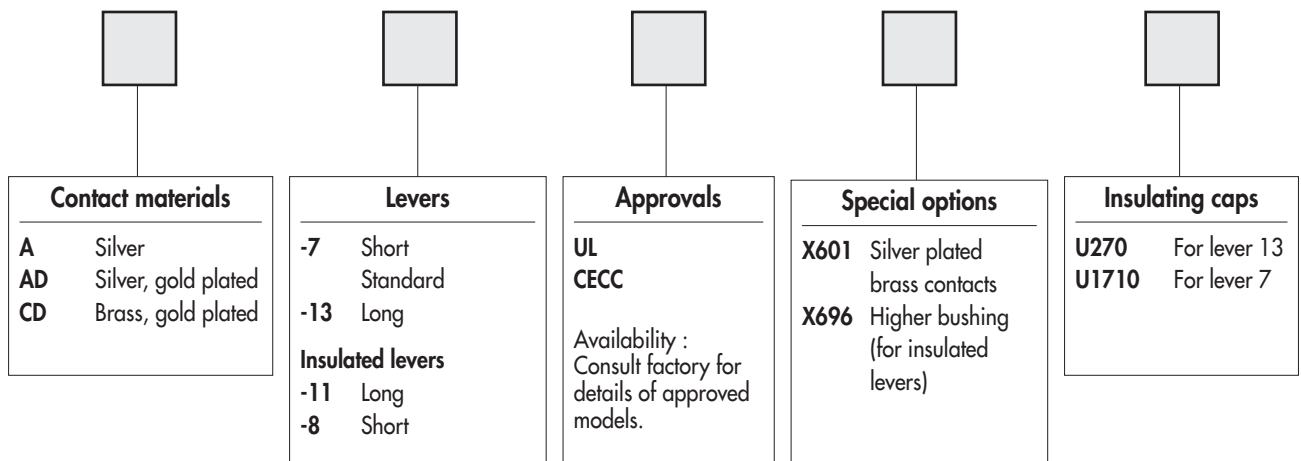 Contact materials
A Silver
AD Silver, gold plated
CD Brass, gold plated
Levers
-7 Short
Standard
-13 Long
Insulated levers
-11 Long
-8 Short
Approvals
UL
CECC
Availability :
Consult factory for
details of approved
models.
Special options
X601 Silver plated
brass contacts
X696 Higher bushing
(for insulated
levers)
Insulating caps
U270 For lever 13
U1710 For lever 7